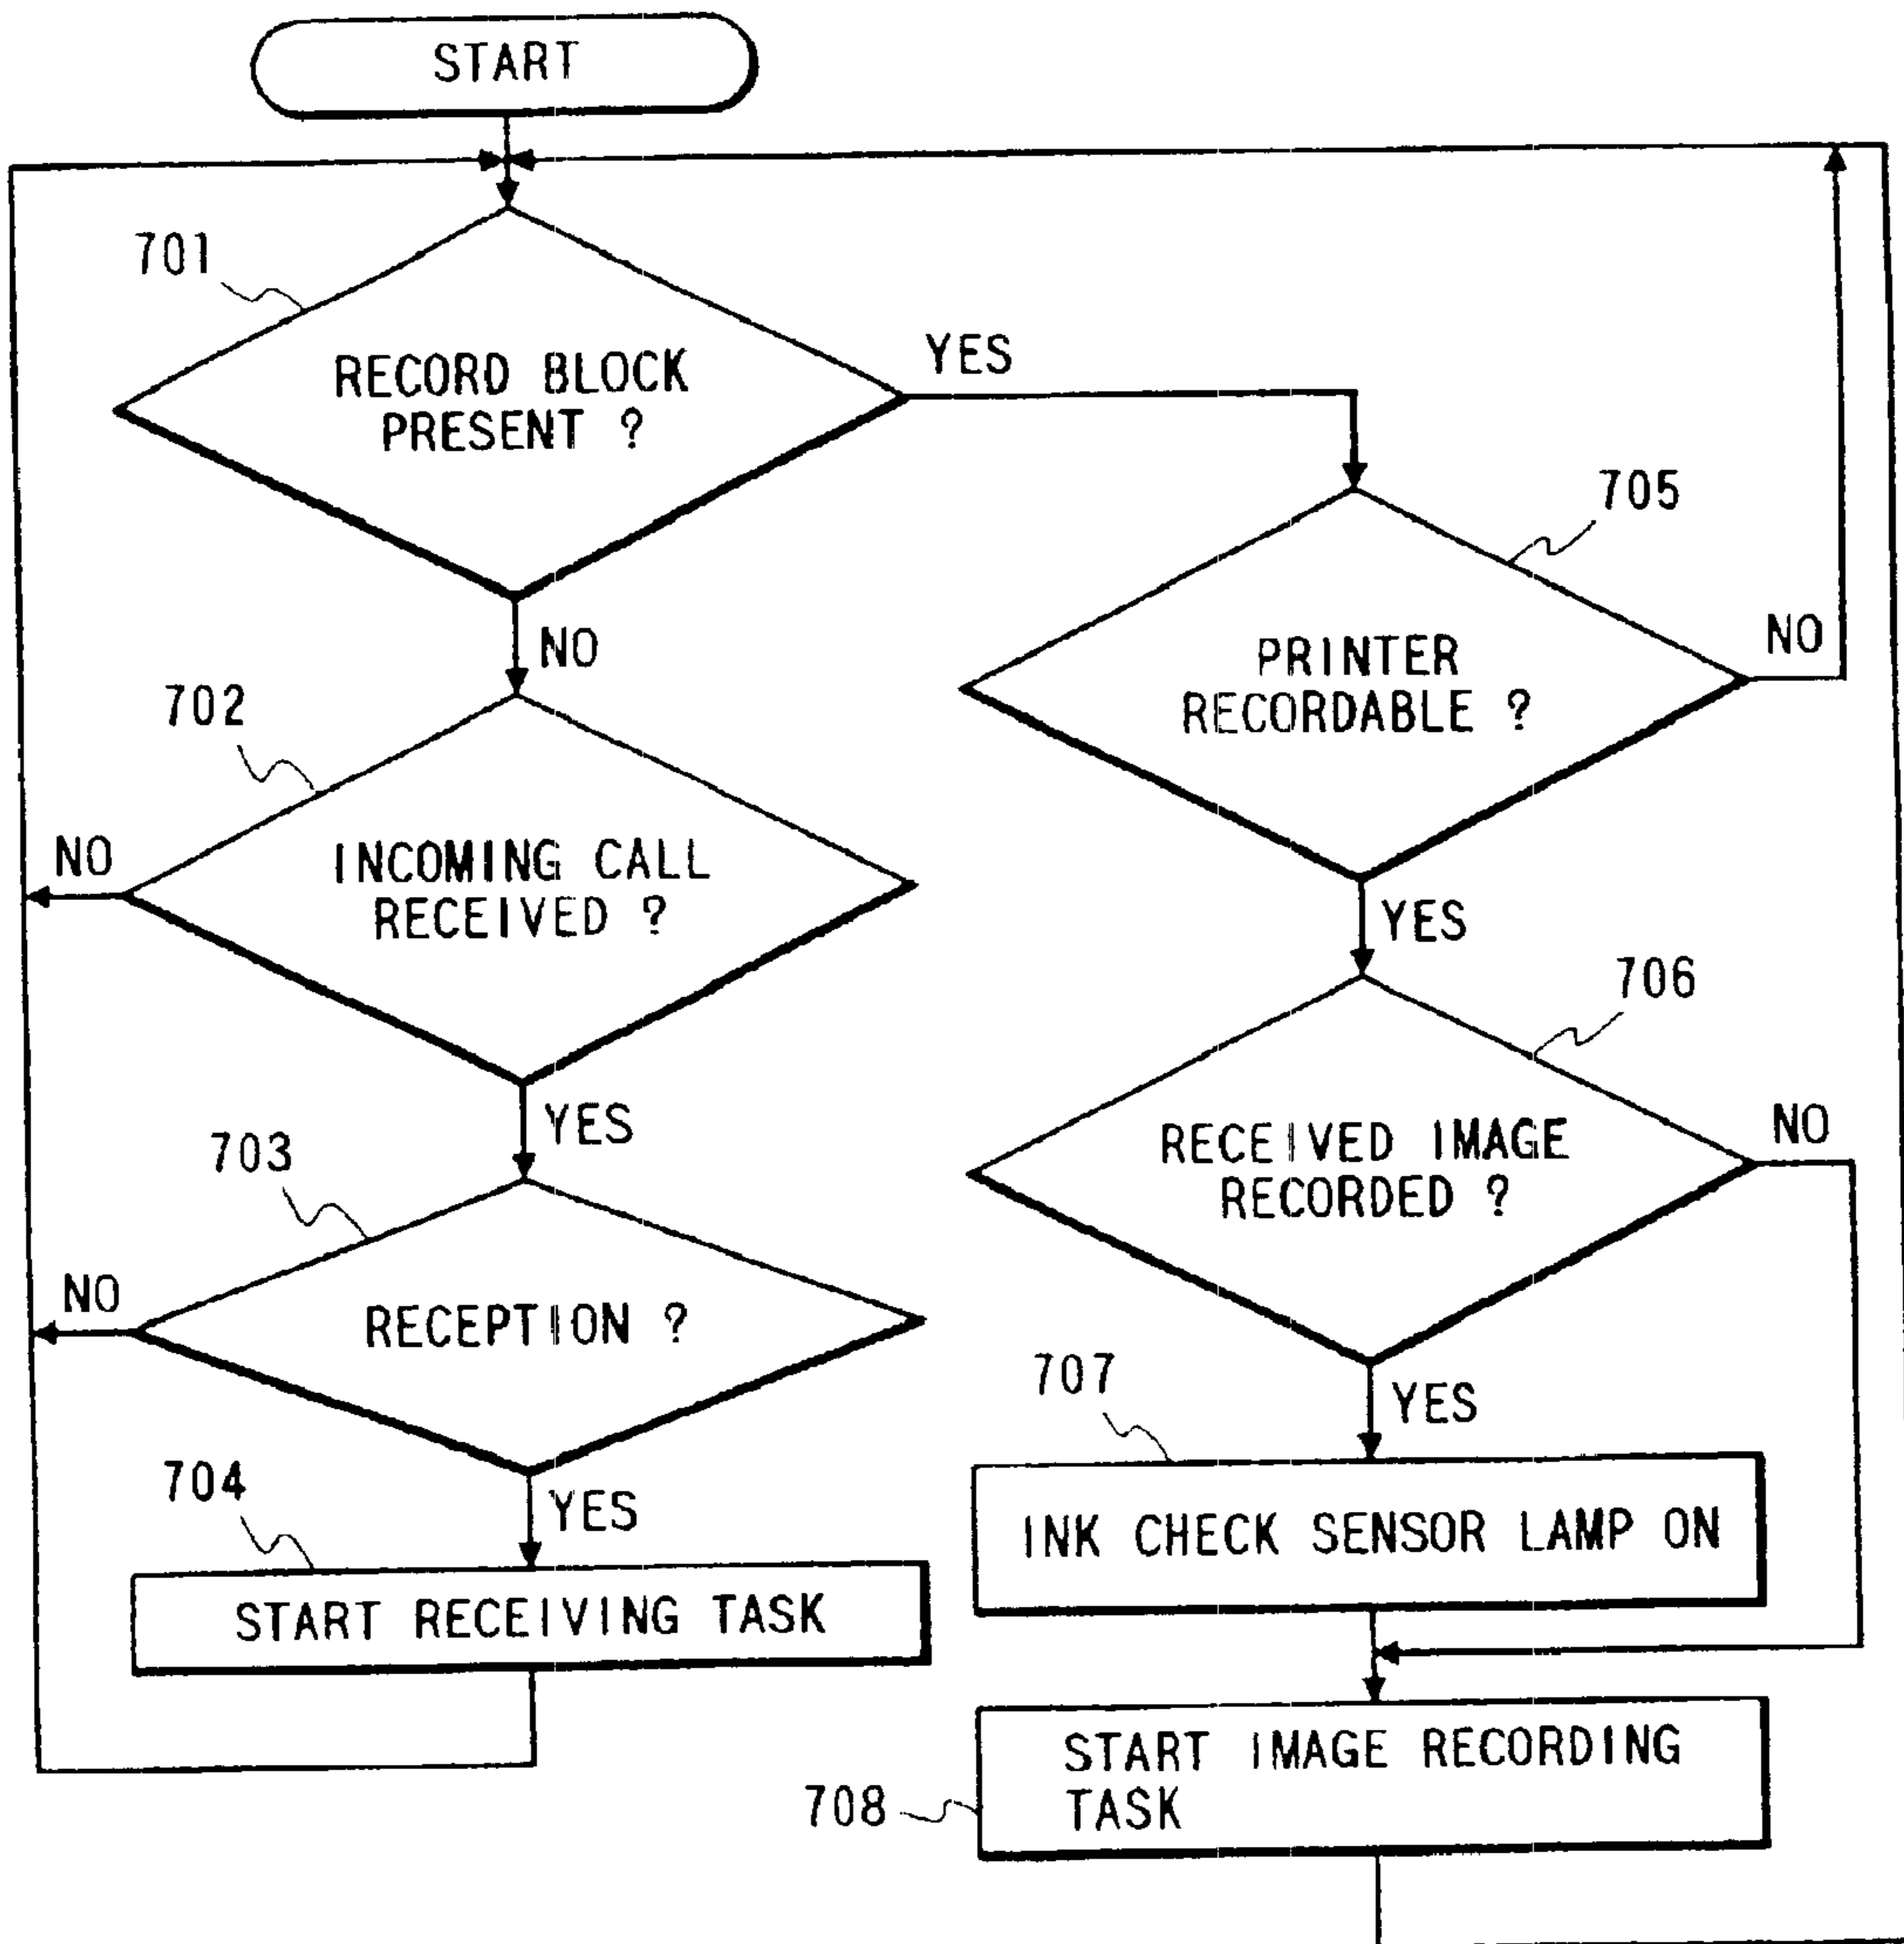 START
701
RECORD BLOCK
PRESENT ?
YES
NO
702
INCOMING CALL
RECEIVED ?
NO
YES
703
RECEPTION ?
NO
YES
704
START RECEIVING TASK
705
PRINTER
RECORDABLE ?
NO
YES
706
RECEIVED IMAGE
RECORDED ?
NO
YES
707
INK CHECK SENSOR LAMP ON
708
START IMAGE RECORDING
TASK